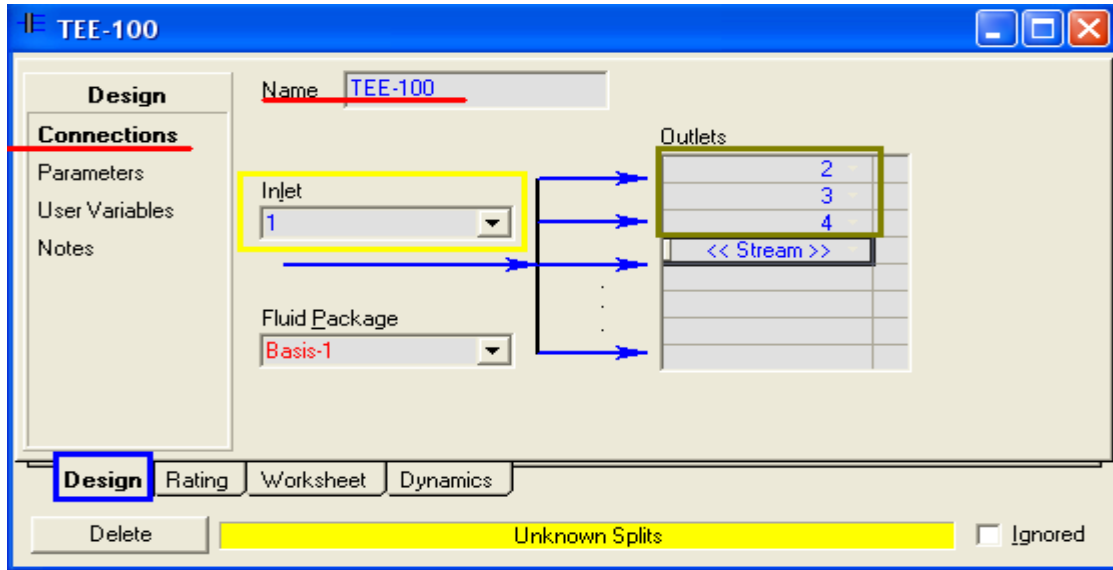 TEE-100
Design
Connections
Parameters
User Variables
Notes
Name TEE-100
Inlet
1
Fluid Package
Basis-1
Outlets
2
3
4
<< Stream >>
Design Rating Worksheet Dynamics
Delete Unknown Splits Ignored